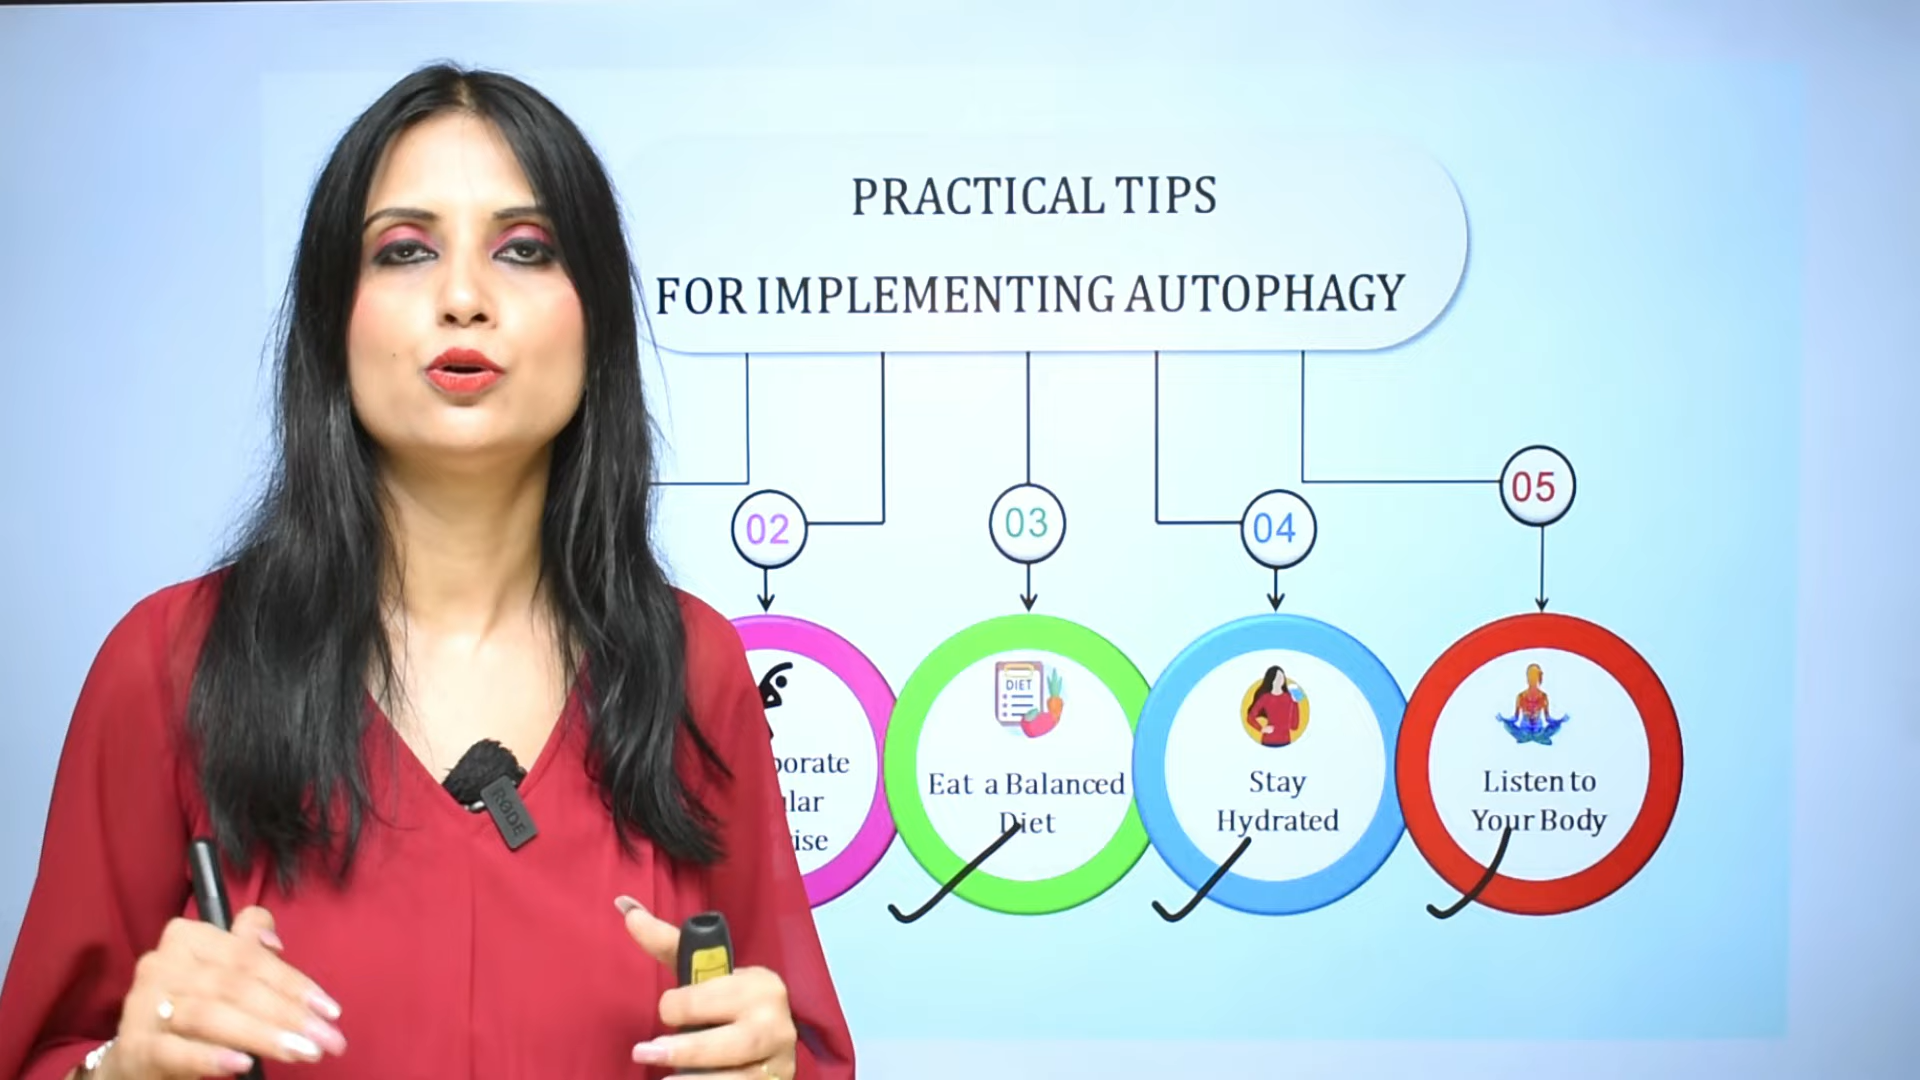 PRACTICAL TIPS
FOR IMPLEMENTING AUTOPHAGY
02
03
04
05
DIET
Eat a Balanced
Diet
Stay
Hydrated
Listen to
Your Body
RØDE